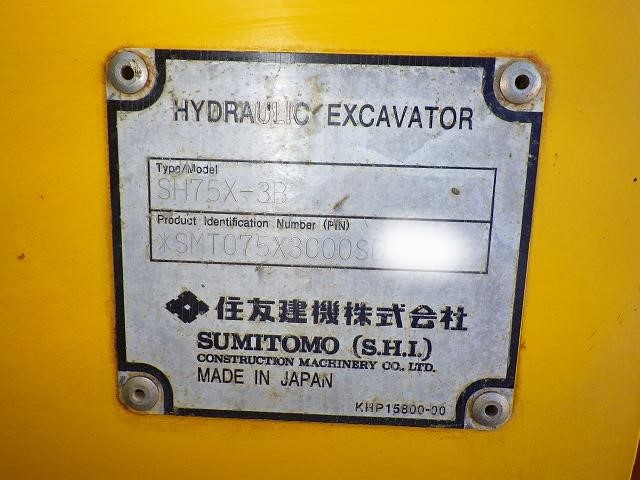 HYDRAULIC EXCAVATOR
Type/Model
SH75X-3B
Product Identification Number (PIN)
*SMT075X3C00S
住友建機株式会社
SUMITOMO (S.H.I.)
CONSTRUCTION MACHINERY CO., LTD.
MADE IN JAPAN
KHP15800-00